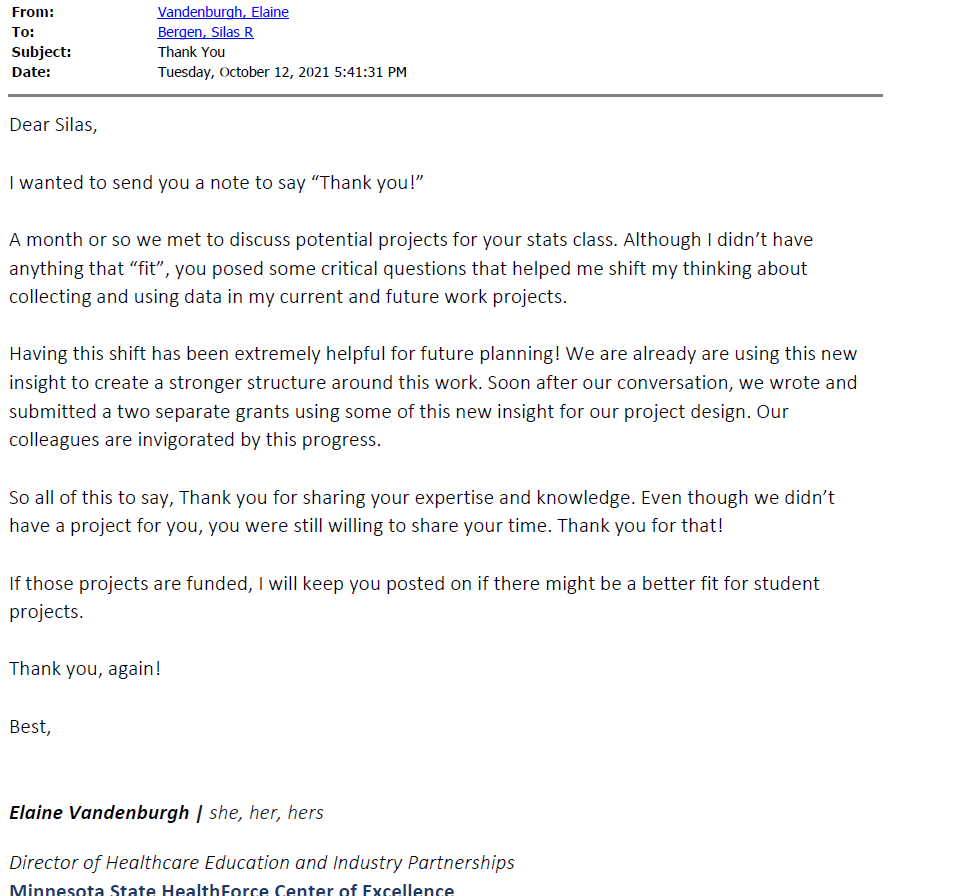 From: Vandenburgh, Elaine
To: Bergen, Silas R
Subject: Thank You
Date: Tuesday, October 12, 2021 5:41:31 PM
Dear Silas,
I wanted to send you a note to say “Thank you!”
A month or so we met to discuss potential projects for your stats class. Although I didn’t have
anything that “fit”, you posed some critical questions that helped me shift my thinking about
collecting and using data in my current and future work projects.
Having this shift has been extremely helpful for future planning! We are already are using this new
insight to create a stronger structure around this work. Soon after our conversation, we wrote and
submitted a two separate grants using some of this new insight for our project design. Our
colleagues are invigorated by this progress.
So all of this to say, Thank you for sharing your expertise and knowledge. Even though we didn’t
have a project for you, you were still willing to share your time. Thank you for that!
If those projects are funded, I will keep you posted on if there might be a better fit for student
projects.
Thank you, again!
Best,
Elaine Vandenburgh | she, her, hers
Director of Healthcare Education and Industry Partnerships
Minnesota State HealthForce Center of Excellence